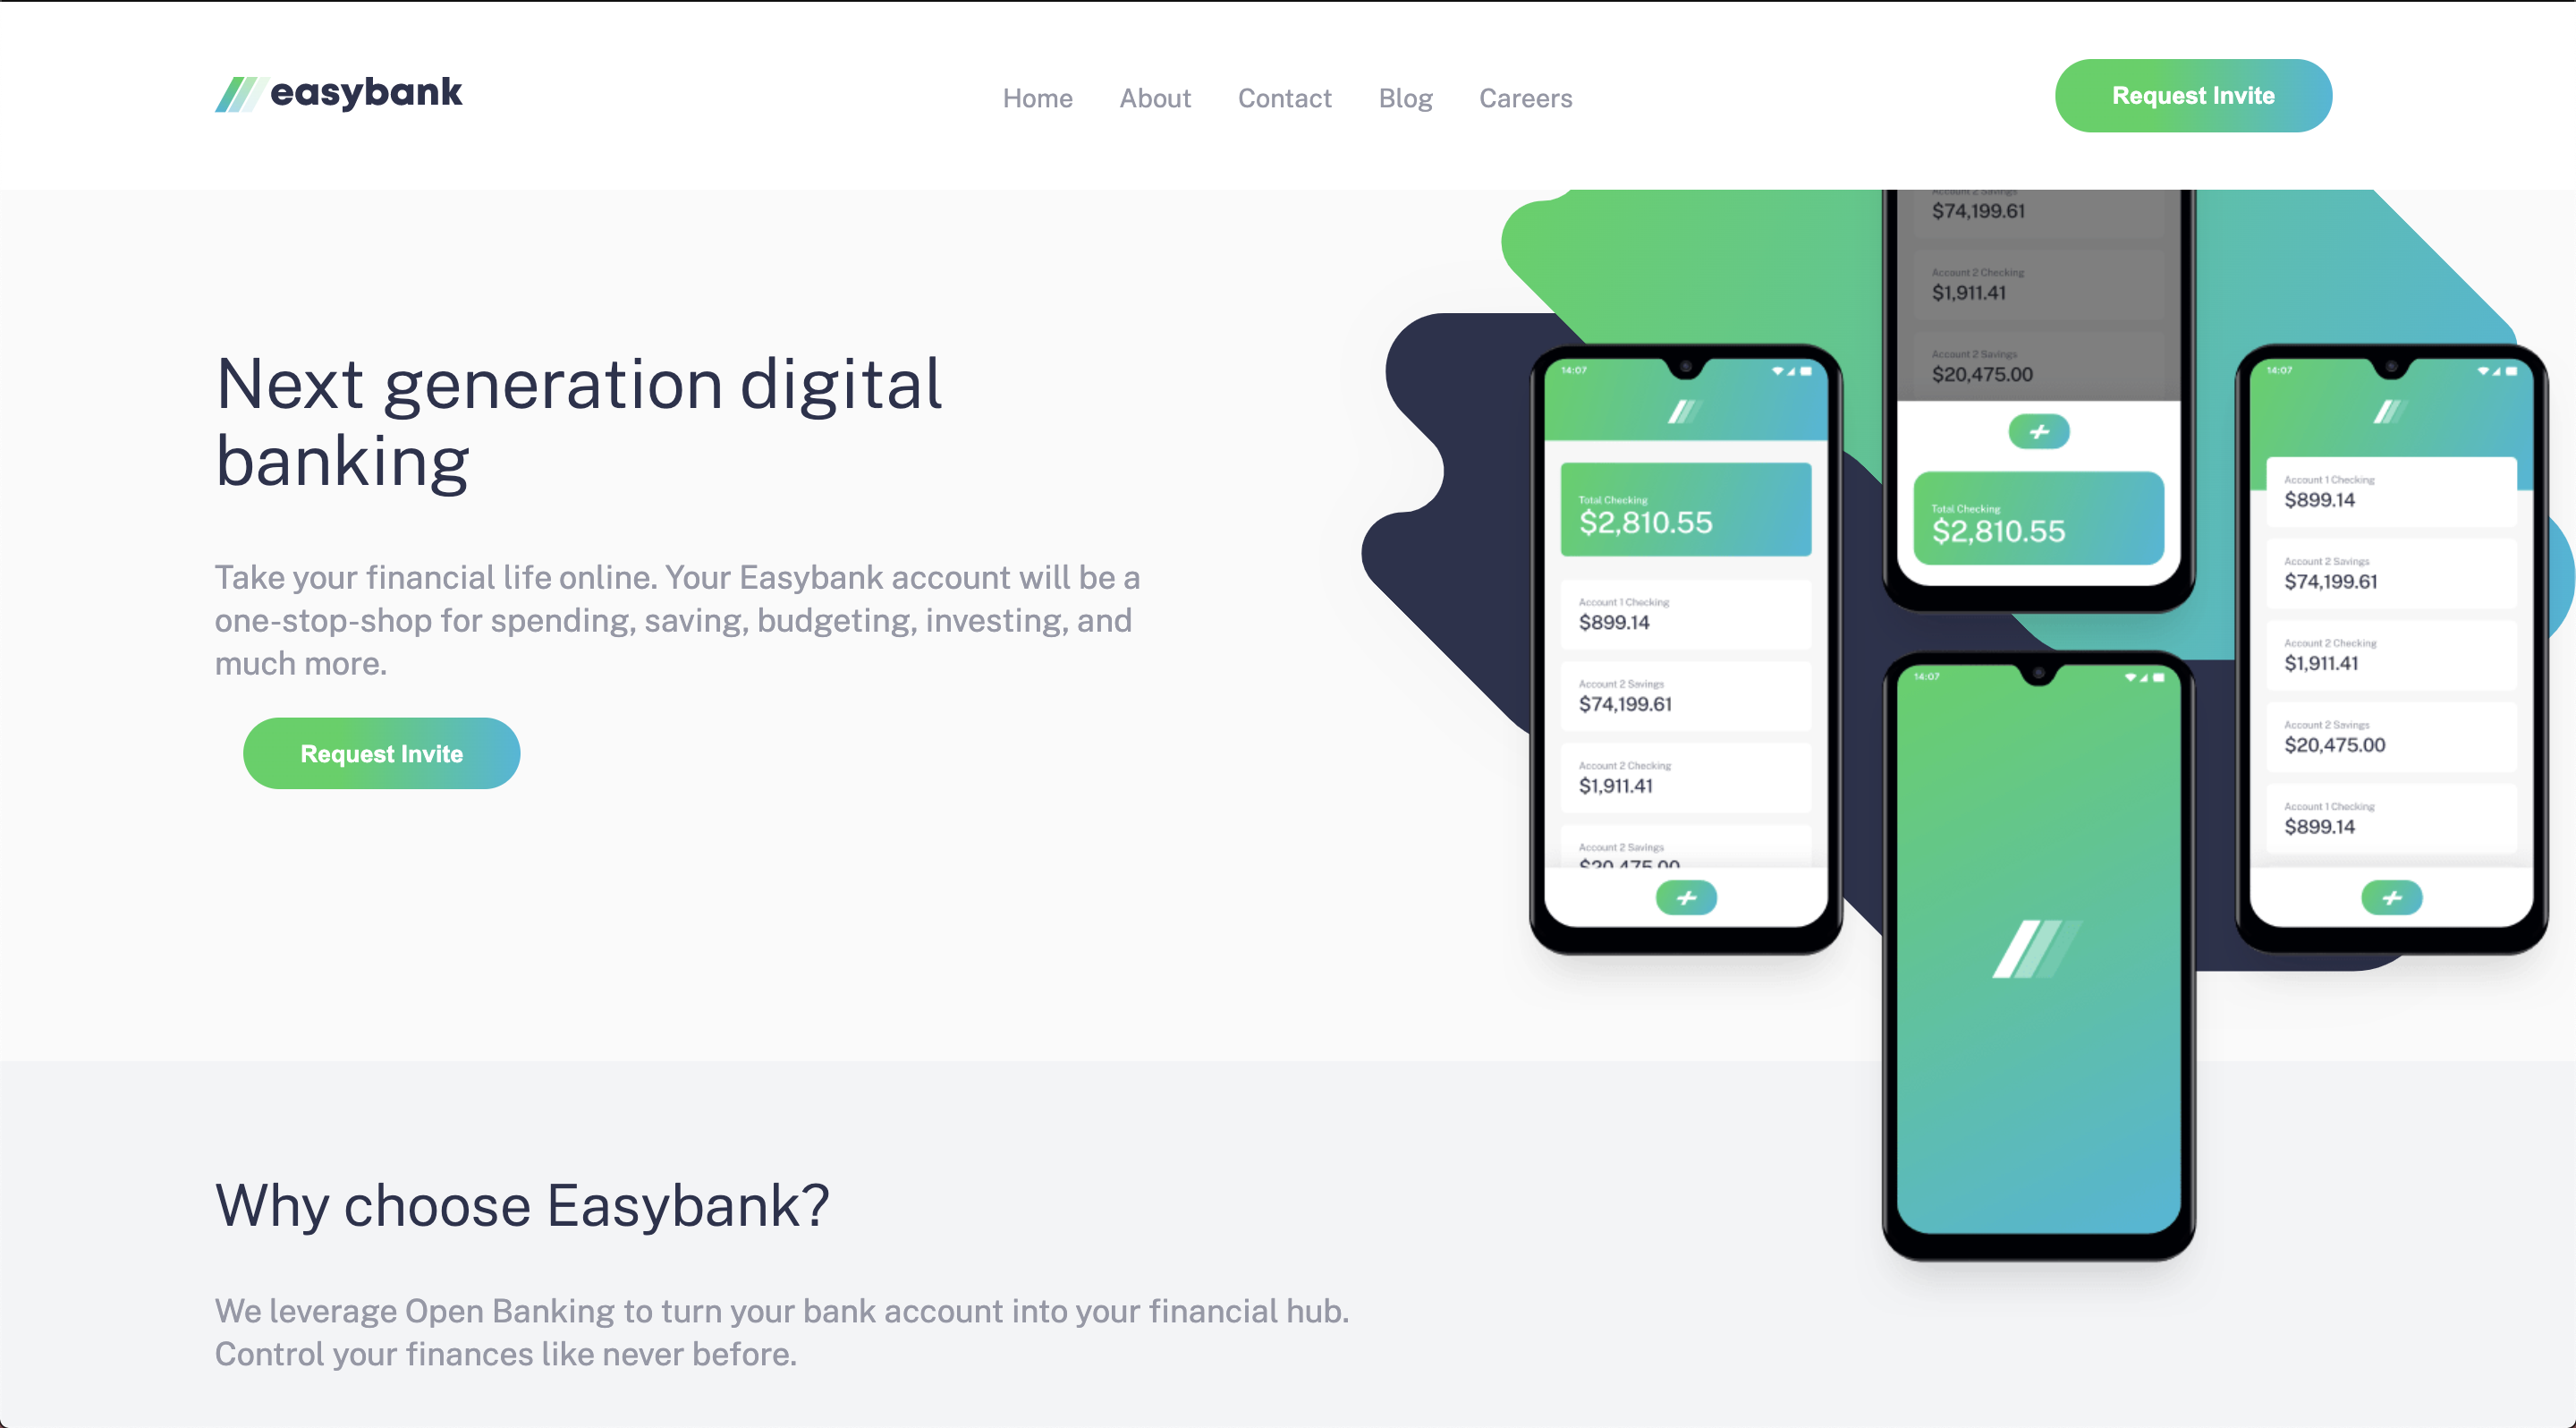 easybank
Home About Contact Blog Careers
Request Invite
Next generation digital
banking
Take your financial life online. Your Easybank account will be a
one-stop-shop for spending, saving, budgeting, investing, and
much more.
Request Invite
14:07
Total Checking
$2,810.55
Account 1 Checking
$899.14
Account 2 Savings
$74,199.61
Account 2 Checking
$1,911.41
Account 2 Savings
$20,475.00
Account 2 Savings
$74,199.61
Account 2 Checking
$1,911.41
Account 2 Savings
$20,475.00
Total Checking
$2,810.55
14:07
14:07
Account 1 Checking
$899.14
Account 2 Savings
$74,199.61
Account 2 Checking
$1,911.41
Account 2 Savings
$20,475.00
Account 1 Checking
$899.14
Why choose Easybank?
We leverage Open Banking to turn your bank account into your financial hub.
Control your finances like never before.